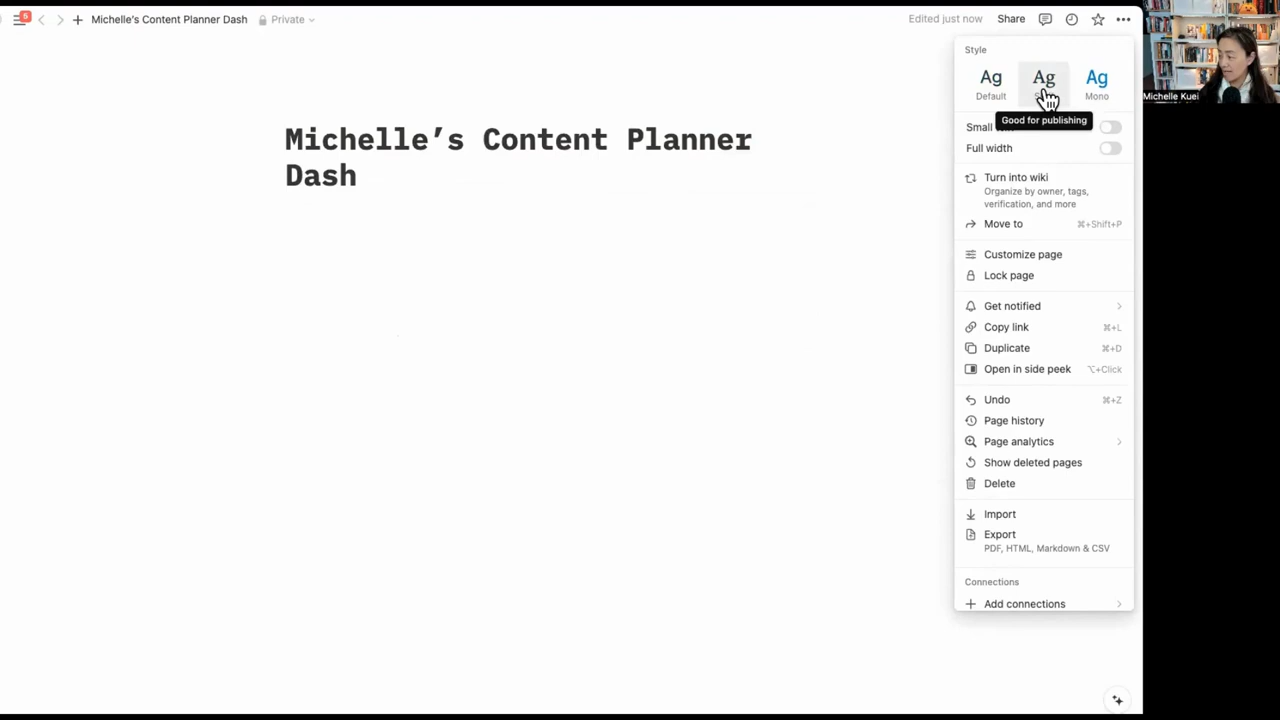 5
Michelle's Content Planner Dash Private Edited just now Share
Michelle's Content Planner
Dash
Style
Ag Ag Ag
Default Mono
Good for publishing
Small
Full width
Turn into wiki
Organize by owner, tags,
verification, and more
Move to ⌘+Shift+P
Customize page
Lock page
Get notified
Copy link ⌘+L
Duplicate ⌘+D
Open in side peek ⌥+Click
Undo ⌘+Z
Page history
Page analytics
Show deleted pages
Delete
Import
Export
PDF, HTML, Markdown & CSV
Connections
Add connections
Michelle Kuei